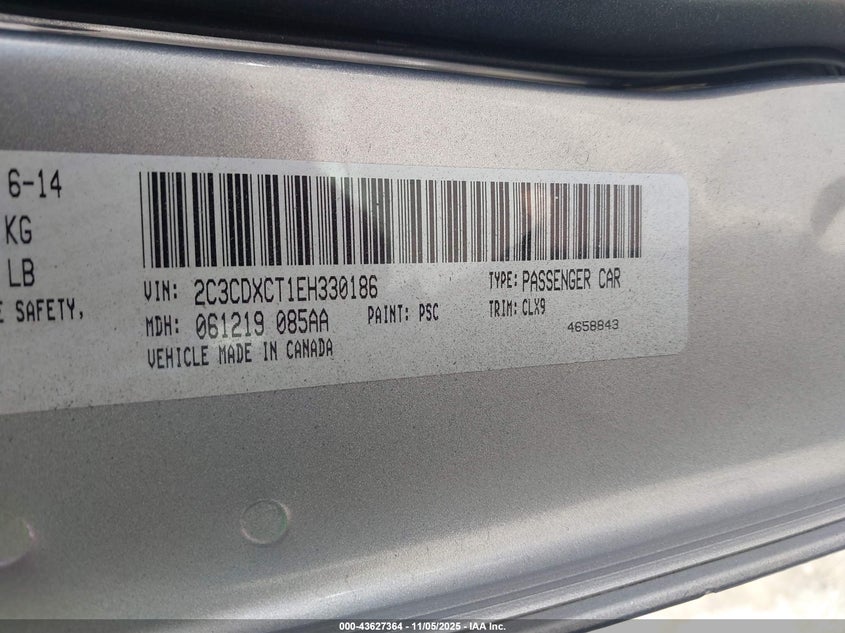 6-14
KG
LB
E SAFETY,
VIN: 2C3CDXCT1EH330186
TYPE: PASSENGER CAR
MDH: 061219 085AA
PAINT: PSC
TRIM: CLX9
VEHICLE MADE IN CANADA
4658843
000-43627364 - 11/05/2025 - IAA Inc.